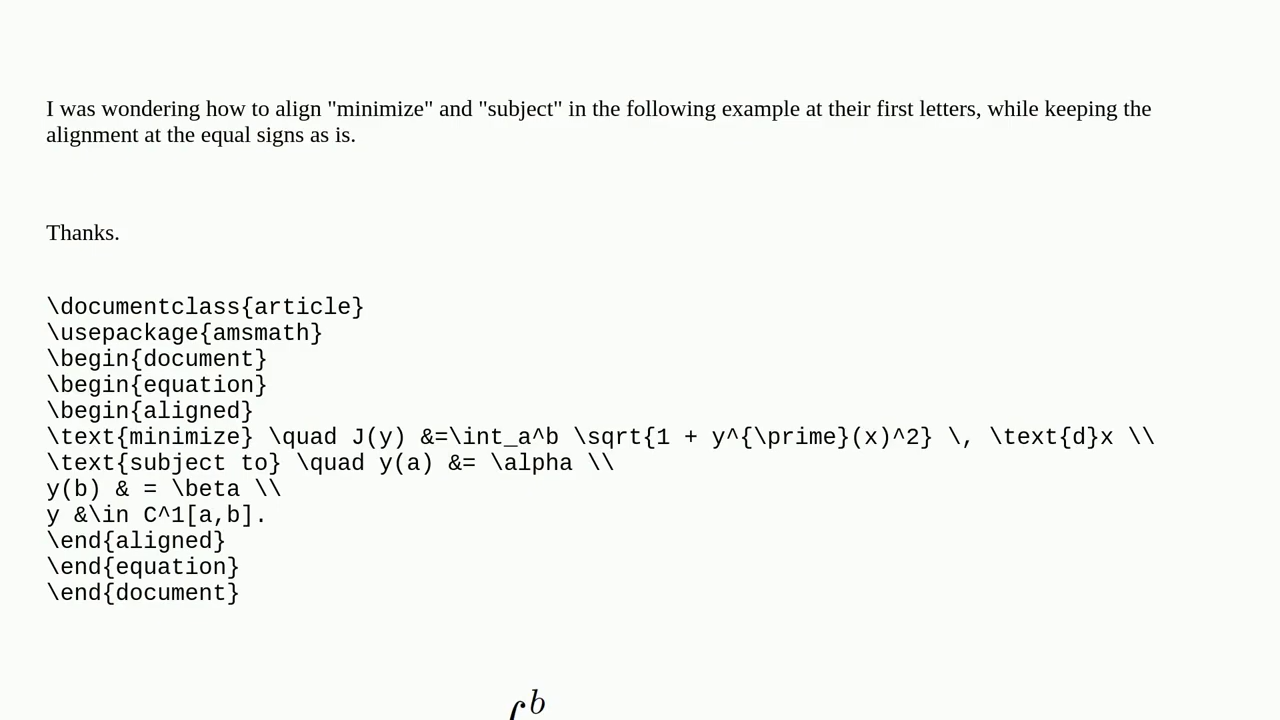 I was wondering how to align "minimize" and "subject" in the following example at their first letters, while keeping the
alignment at the equal signs as is.
Thanks.
\documentclass{article}
\usepackage{amsmath}
\begin{document}
\begin{equation}
\begin{aligned}
\text{minimize} \quad J(y) &=\int_a^b \sqrt{1 + y^{\prime}(x)^2} \, \text{d}x \\
\text{subject to} \quad y(a) &= \alpha \\
y(b) & = \beta \\
y &\in C^1[a,b].
\end{aligned}
\end{equation}
\end{document}
∫ b